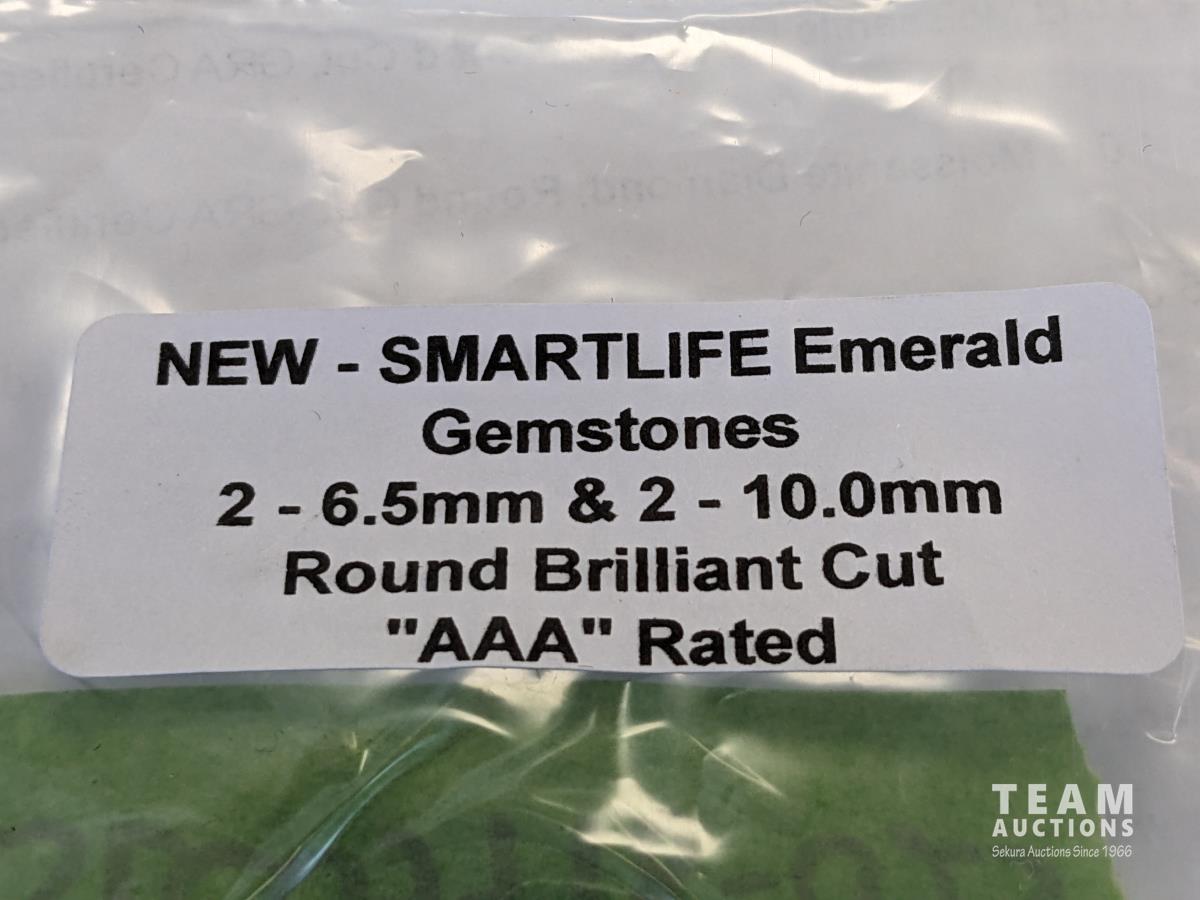 NEW - SMARTLIFE Emerald
Gemstones
2 - 6.5mm & 2 - 10.0mm
Round Brilliant Cut
"AAA" Rated
TEAM
AUCTIONS
Sekura Auctions Since 1966